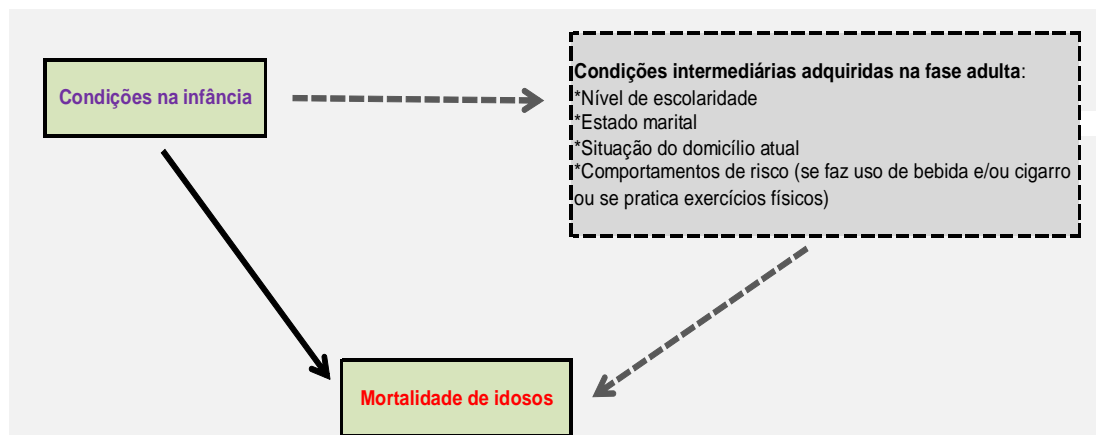 Condições na infância
Condições intermediárias adquiridas na fase adulta:
*Nível de escolaridade
*Estado marital
*Situação do domicílio atual
*Comportamentos de risco (se faz uso de bebida e/ou cigarro
ou se pratica exercícios físicos)
Mortalidade de idosos